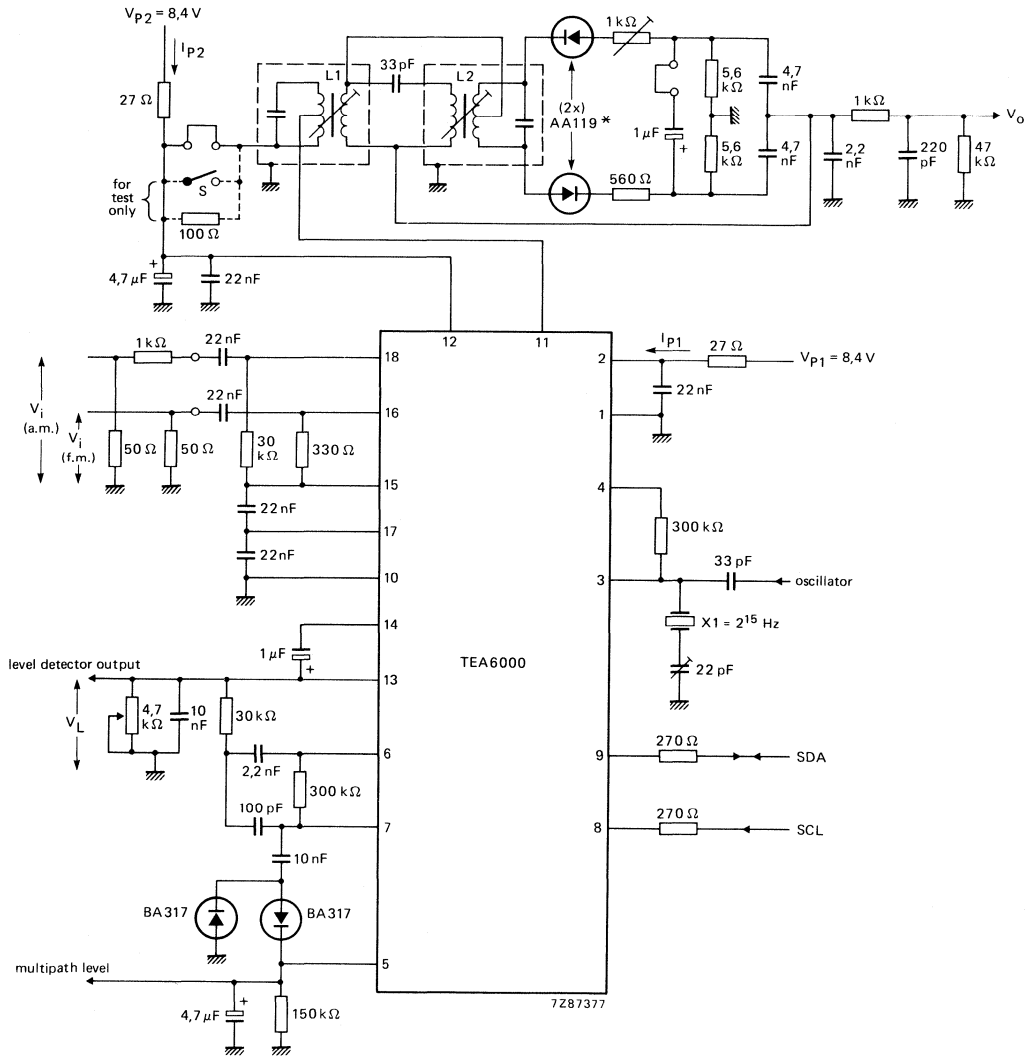 V_P2 = 8,4 V
I_P2
27 Ω
for
test
only
S
100 Ω
4,7 μF
+
22 nF
L1
33 pF
L2
(2x)
AA119 *
1 kΩ
560 Ω
1 μF
+
5,6
kΩ
5,6
kΩ
4,7
nF
4,7
nF
1 kΩ
V_o
2,2
nF
220
pF
47
kΩ
12
11
1 kΩ
22 nF
18
22 nF
16
V_i
(a.m.)
V_i
(f.m.)
50 Ω
50 Ω
30
kΩ
330 Ω
15
22 nF
17
22 nF
10
14
1 μF
+
level detector output
13
V_L
4,7
kΩ
10
nF
30 kΩ
6
2,2 nF
300 kΩ
100 pF
7
10 nF
BA317
BA317
5
multipath level
4,7 μF
+
150 kΩ
TEA6000
2
I_P1
27 Ω
V_P1 = 8,4 V
22 nF
1
4
300 kΩ
33 pF
3
oscillator
X1 = 2^15 Hz
22 pF
9
270 Ω
SDA
8
270 Ω
SCL
7Z87377